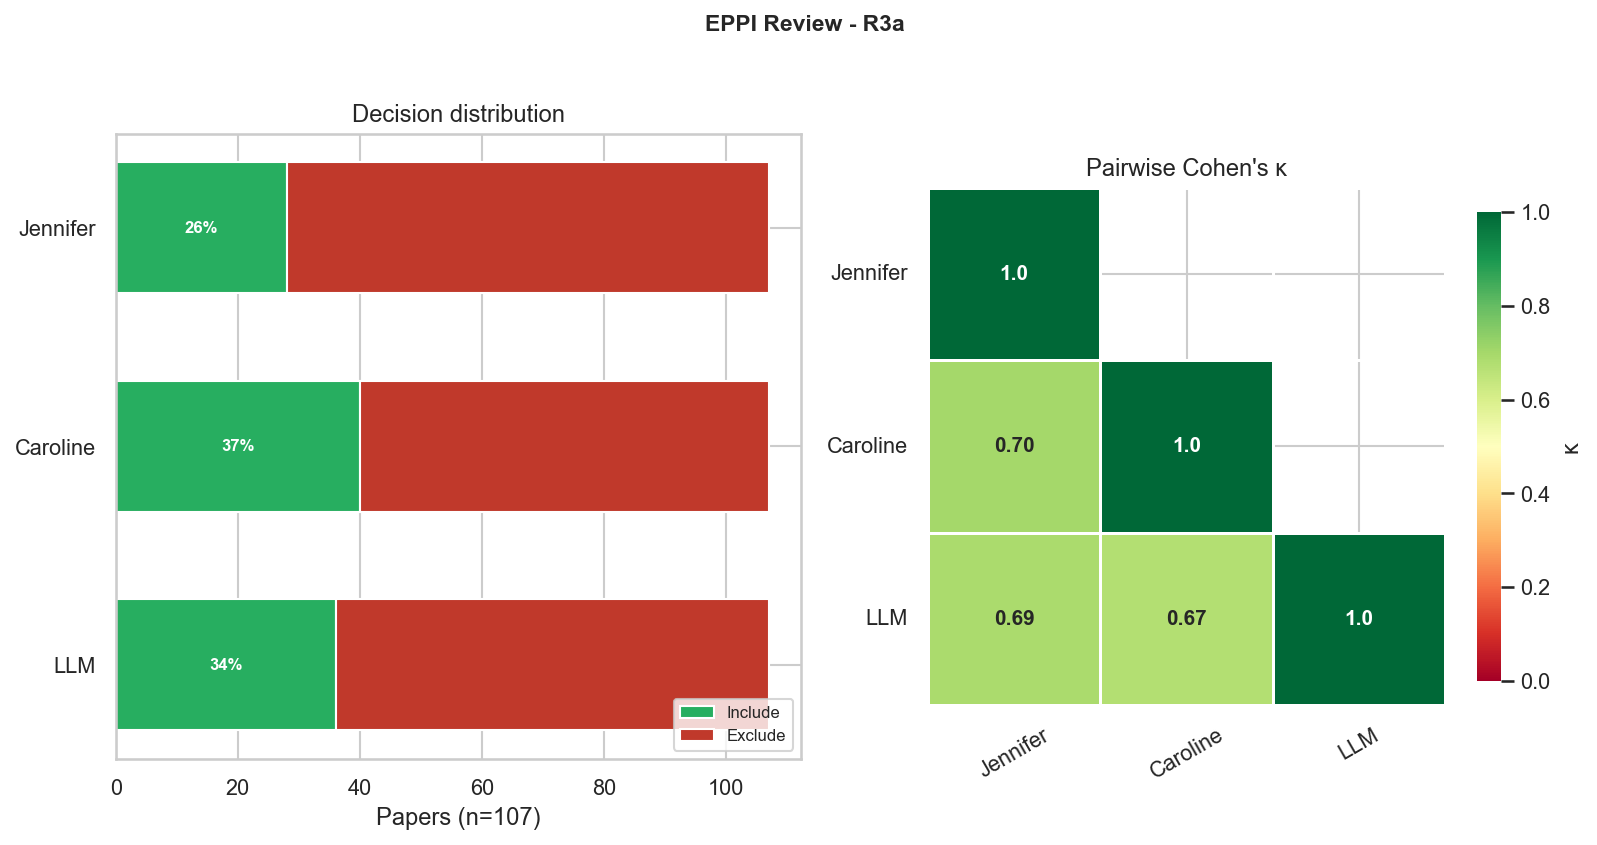 EPPI Review - R3a
Decision distribution
Jennifer
26%
Caroline
37%
LLM
34%
Include
Exclude
0 20 40 60 80 100
Papers (n=107)
Pairwise Cohen's κ
Jennifer
1.0
Caroline
0.70 1.0
LLM
0.69 0.67 1.0
Jennifer Caroline LLM
1.0
0.8
0.6
0.4
0.2
0.0
κ